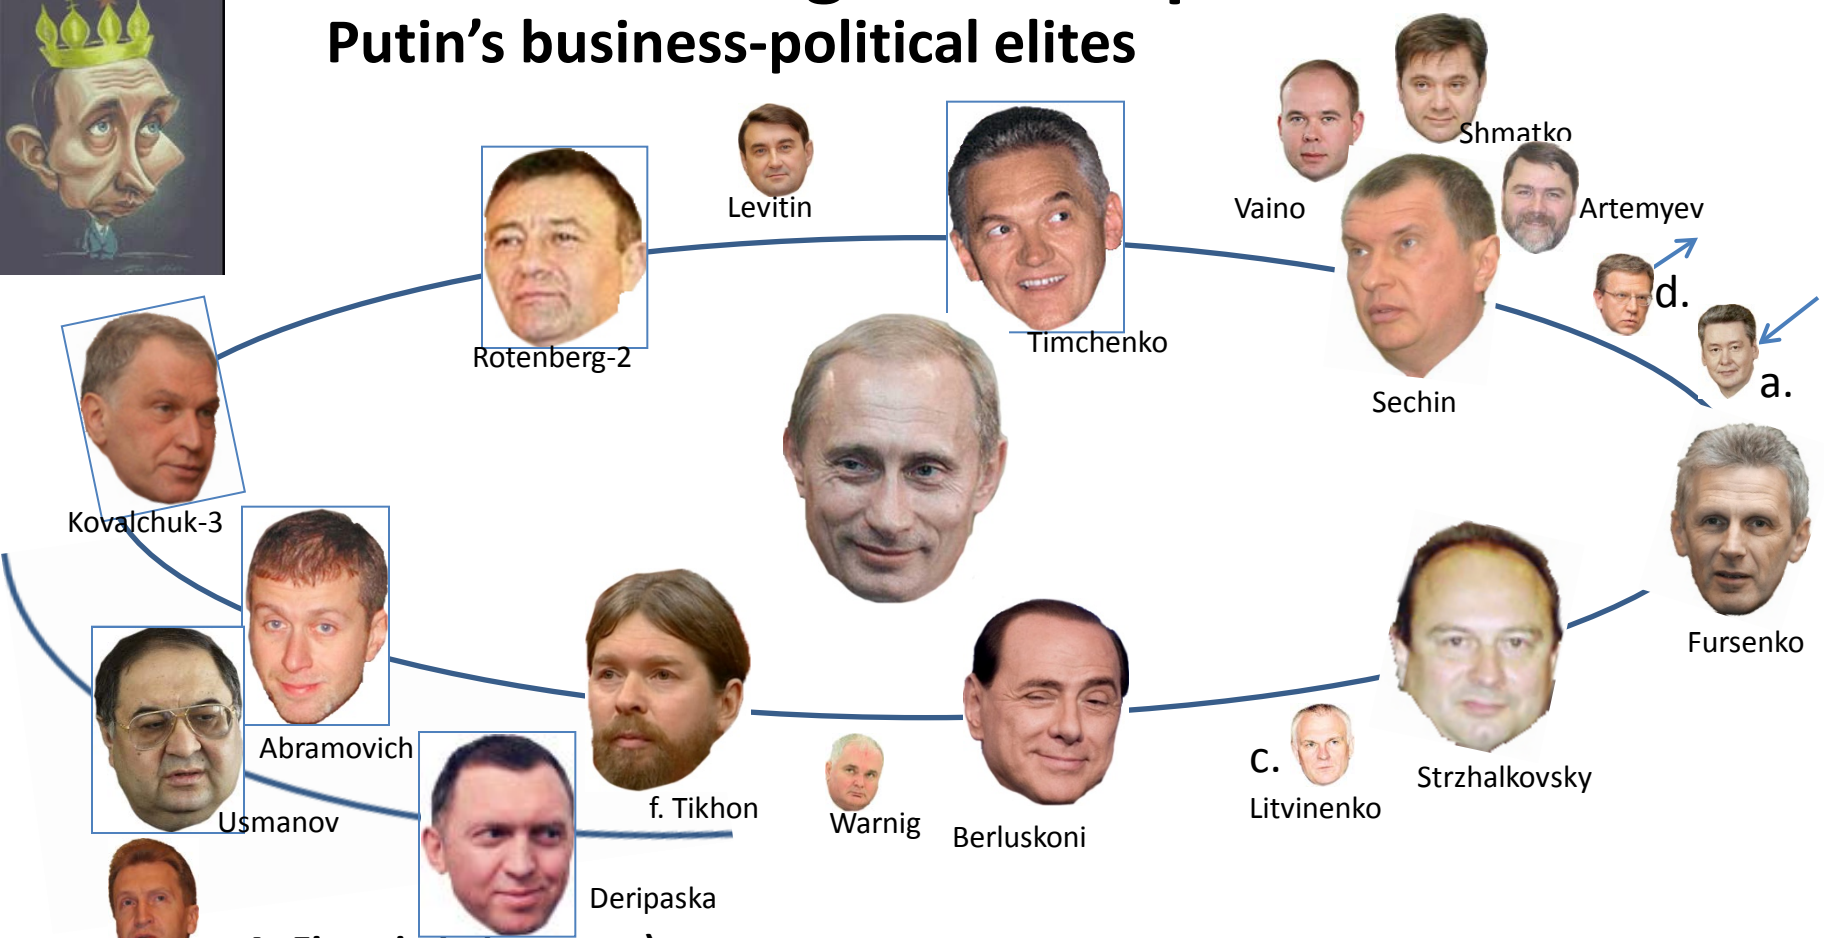 Putin's business-political elites
Shmatko
Levitin
Vaino
Artemyev
d.
Timchenko
Rotenberg-2
a.
Sechin
Kovalchuk-3
Fursenko
Abramovich
c.
Strzhalkovsky
f. Tikhon
Litvinenko
Usmanov
Warnig
Berluskoni
Deripaska